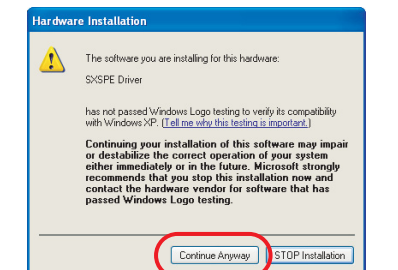 Hardware Installation
The software you are installing for this hardware:
SXSPE Driver
has not passed Windows Logo testing to verify its compatibility
with Windows XP. (Tell me why this testing is important.)
Continuing your installation of this software may impair
or destabilize the correct operation of your system
either immediately or in the future. Microsoft strongly
recommends that you stop this installation now and
contact the hardware vendor for software that has
passed Windows Logo testing.
Continue Anyway
STOP Installation